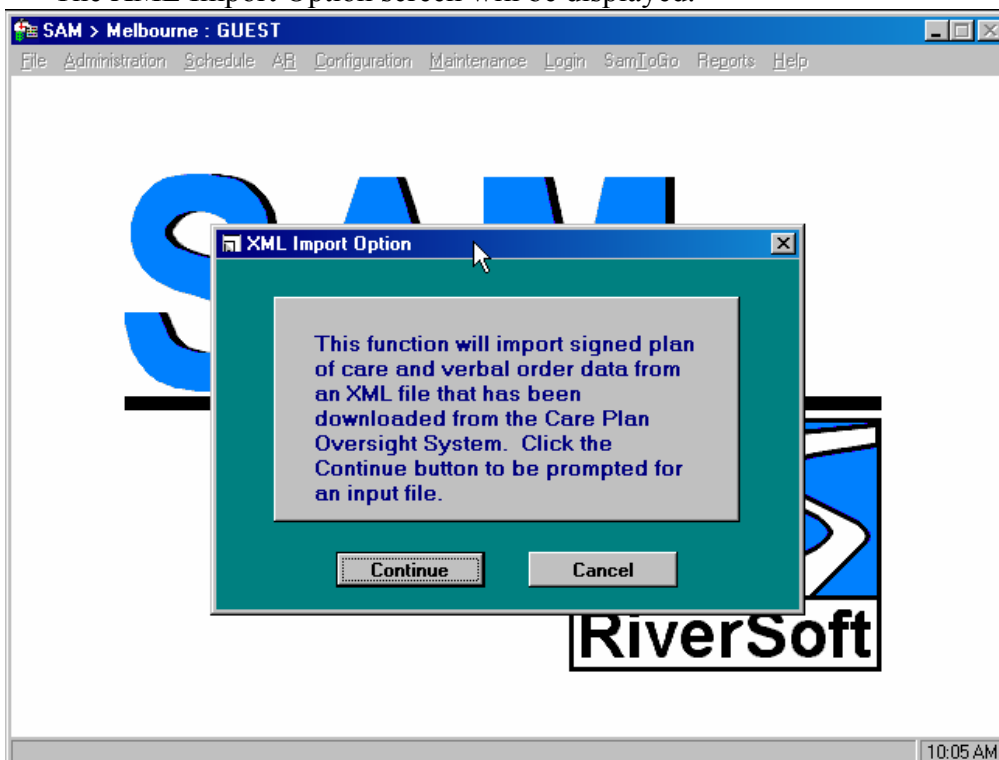 The XML Import Option screen will be displayed.
SAM > Melbourne : GUEST
File Administration Schedule AR Configuration Maintenance Login SamToGo Reports Help
SAM
XML Import Option
This function will import signed plan
of care and verbal order data from
an XML file that has been
downloaded from the Care Plan
Oversight System. Click the
Continue button to be prompted for
an input file.
Continue Cancel
RiverSoft
10:05 AM